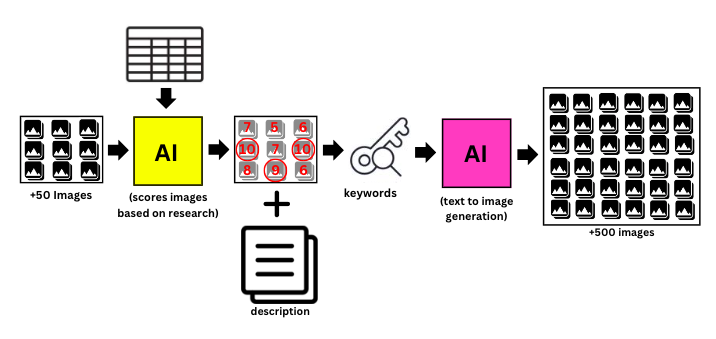 +50 Images
AI
(scores images
based on research)
7 5 6
10 7 10
8 9 6
description
keywords
AI
(text to image
generation)
+500 images